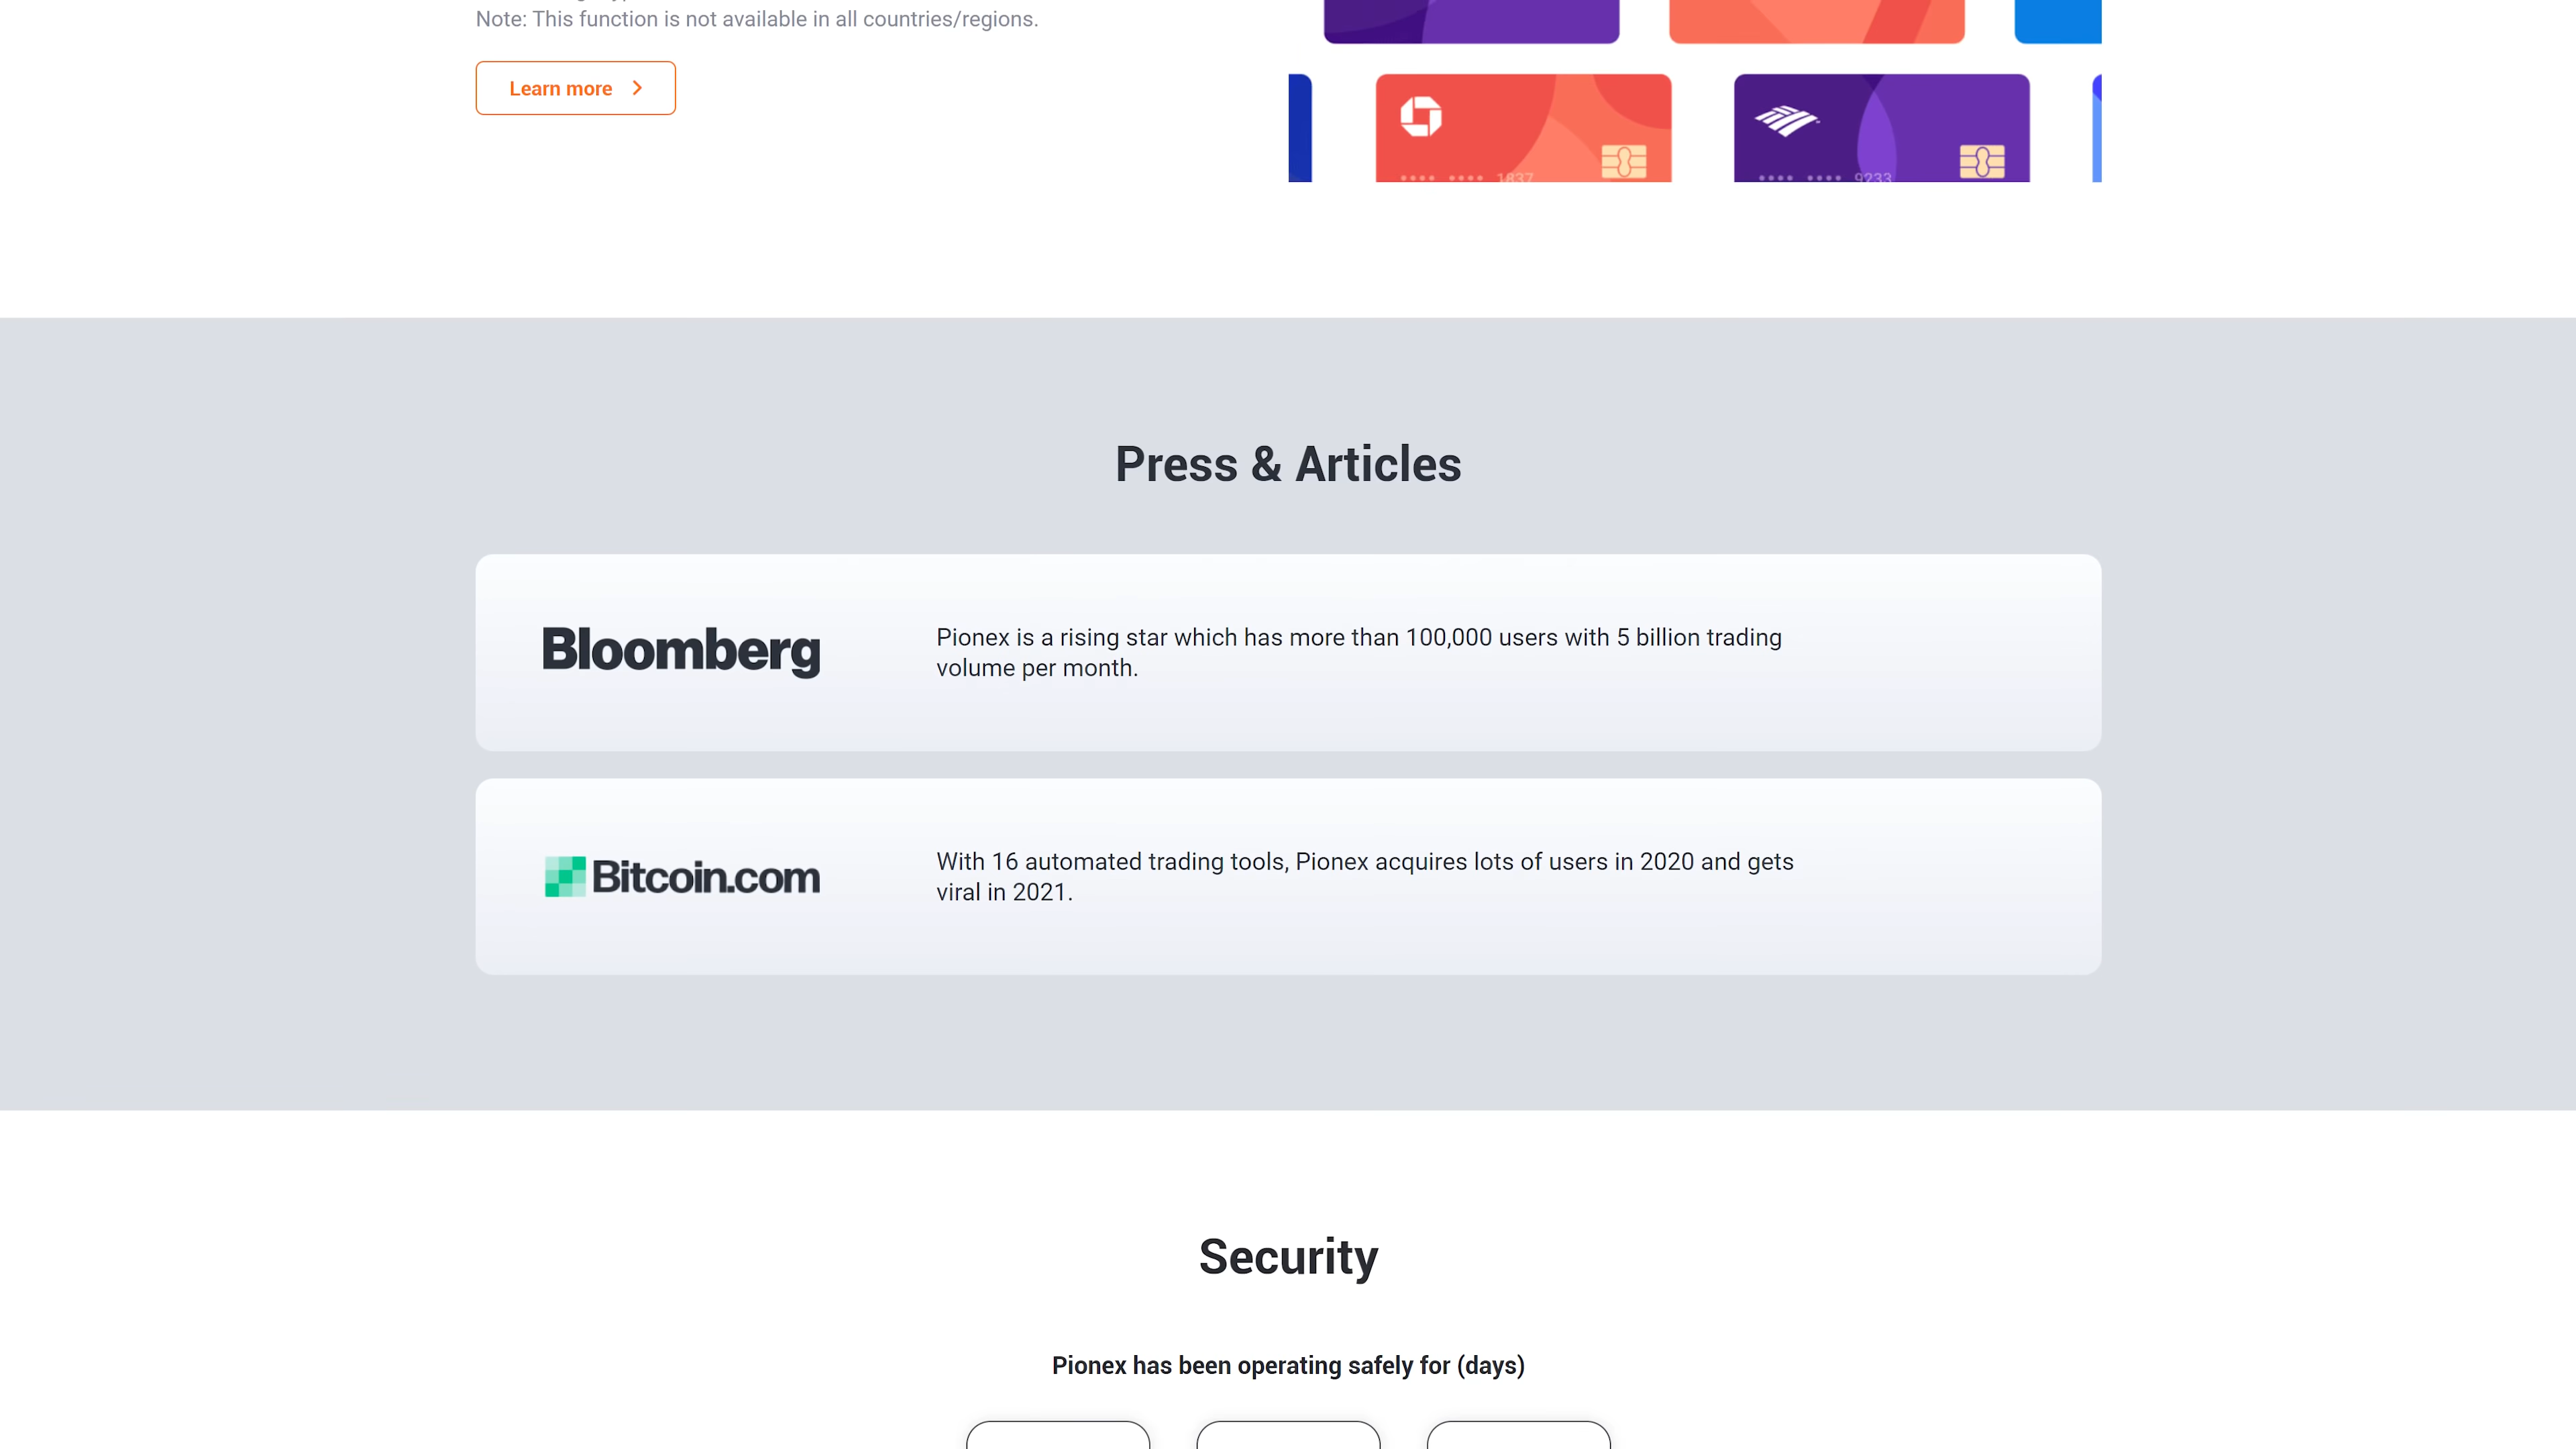 Note: This function is not available in all countries/regions.
Learn more
1837
9233
Press & Articles
Bloomberg
Pionex is a rising star which has more than 100,000 users with 5 billion trading
volume per month.
Bitcoin.com
With 16 automated trading tools, Pionex acquires lots of users in 2020 and gets
viral in 2021.
Security
Pionex has been operating safely for (days)